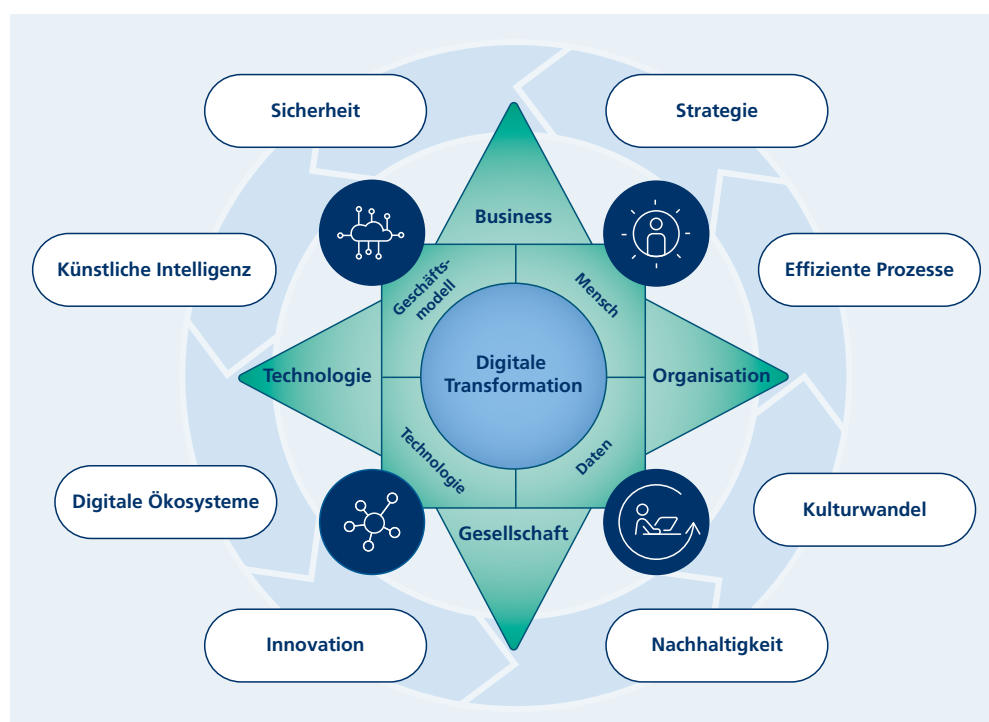 Sicherheit
Strategie
Business
Künstliche Intelligenz
Effiziente Prozesse
Geschäfts-
modell
Mensch
Digitale
Transformation
Technologie
Organisation
Technologie
Daten
Digitale Ökosysteme
Kulturwandel
Gesellschaft
Innovation
Nachhaltigkeit